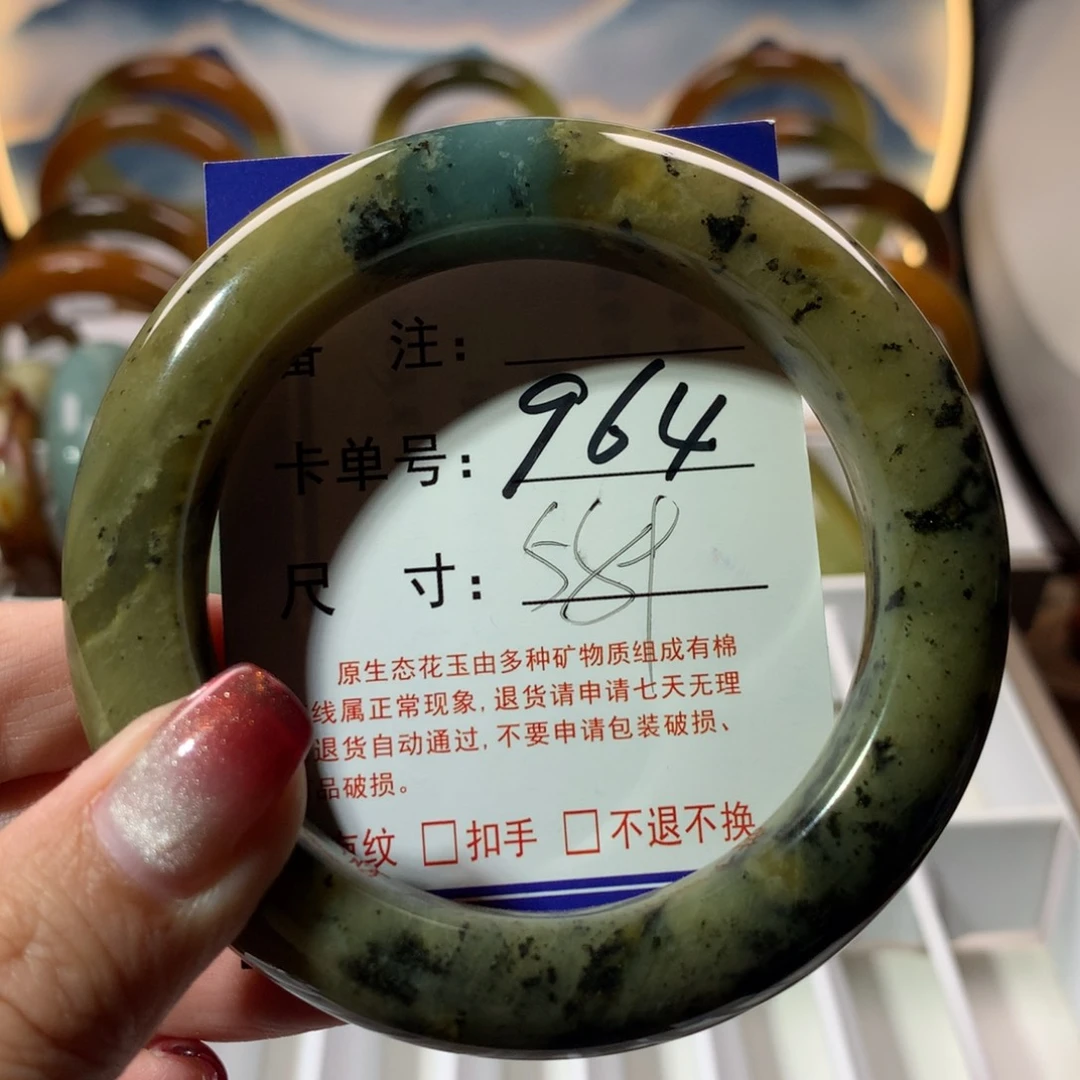 备 注:
卡单号: 964
尺 寸:
原生态花玉由多种矿物质组成有棉
线属正常现象,退货请申请七天无理
退货自动通过,不要申请包装破损、
品破损。
纹 □扣手 □不退不换